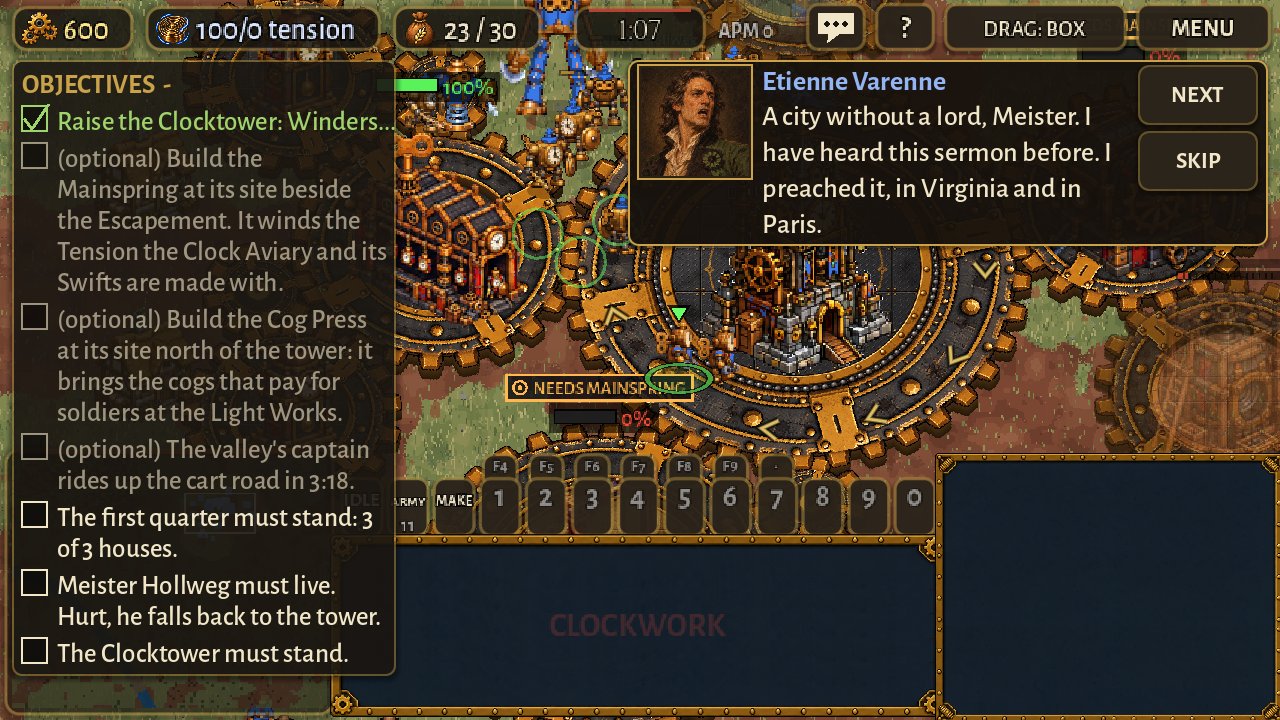 600
100/0 tension
23 / 30
1:07
APM 0
?
DRAG: BOX
MENU
OBJECTIVES -
Raise the Clocktower: Winders...
(optional) Build the
Mainspring at its site beside
the Escapement. It winds the
Tension the Clock Aviary and its
Swifts are made with.
(optional) Build the Cog Press
at its site north of the tower: it
brings the cogs that pay for
soldiers at the Light Works.
(optional) The valley's captain
rides up the cart road in 3:18.
The first quarter must stand: 3
of 3 houses.
Meister Hollweg must live.
Hurt, he falls back to the tower.
The Clocktower must stand.
100%
Etienne Varenne
A city without a lord, Meister. I
have heard this sermon before. I
preached it, in Virginia and in
Paris.
NEXT
SKIP
NEEDS MAINSPRING
0%
F4 F5 F6 F7 F8 F9
IDLE ARMY MAKE 1 2 3 4 5 6 7 8 9 0
11
CLOCKWORK